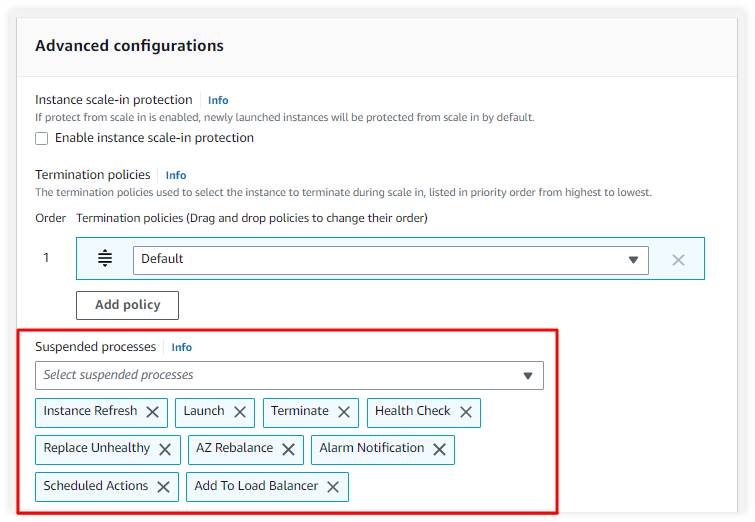 Advanced configurations
Instance scale-in protection Info
If protect from scale in is enabled, newly launched instances will be protected from scale in by default.
Enable instance scale-in protection
Termination policies Info
The termination policies used to select the instance to terminate during scale in, listed in priority order from highest to lowest.
Order Termination policies (Drag and drop policies to change their order)
1 Default
Add policy
Suspended processes Info
Select suspended processes
Instance Refresh Launch Terminate Health Check
Replace Unhealthy AZ Rebalance Alarm Notification
Scheduled Actions Add To Load Balancer